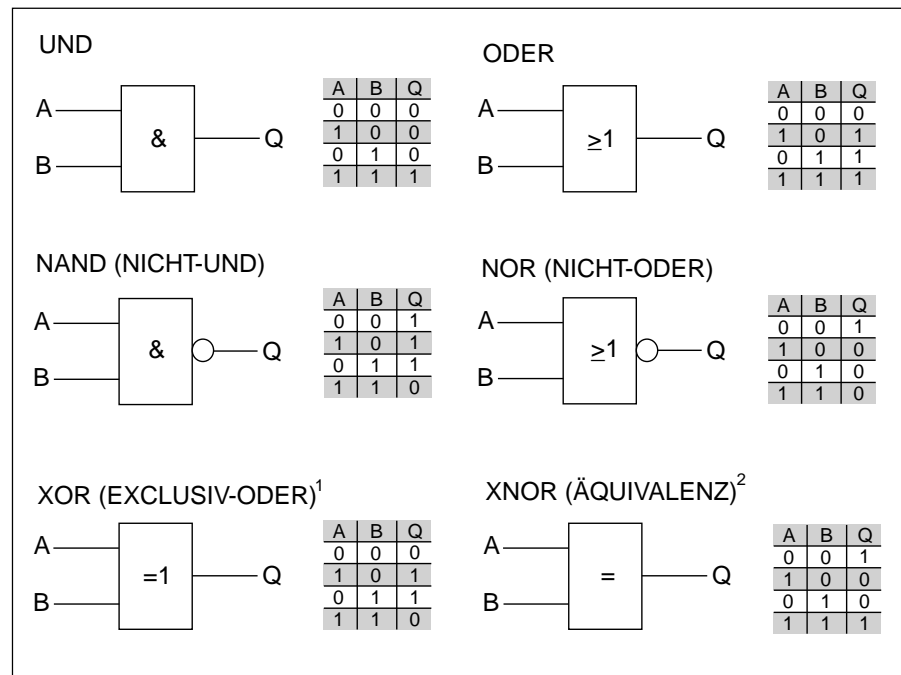 UND
A
B
&
Q
A B Q
0 0 0
1 0 0
0 1 0
1 1 1
ODER
A
B
≥1
Q
A B Q
0 0 0
1 0 1
0 1 1
1 1 1
NAND (NICHT-UND)
A
B
&
Q
A B Q
0 0 1
1 0 1
0 1 1
1 1 0
NOR (NICHT-ODER)
A
B
≥1
Q
A B Q
0 0 1
1 0 0
0 1 0
1 1 0
XOR (EXCLUSIV-ODER)¹
A
B
=1
Q
A B Q
0 0 0
1 0 1
0 1 1
1 1 0
XNOR (ÄQUIVALENZ)²
A
B
=
Q
A B Q
0 0 1
1 0 0
0 1 0
1 1 1